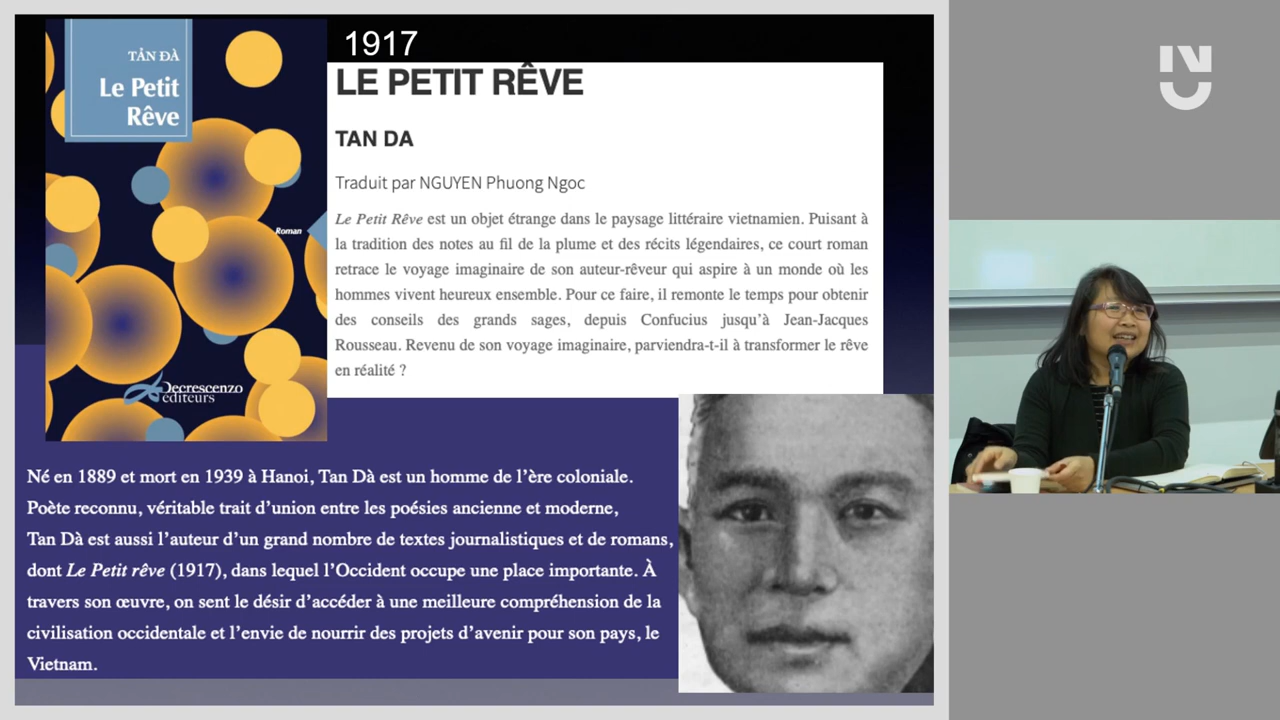 1917
TẢN ĐÀ
Le Petit
Rêve
Roman
Decrescenzo
éditeurs
LE PETIT RÊVE
TAN DA
Traduit par NGUYEN Phuong Ngoc
Le Petit Rêve est un objet étrange dans le paysage littéraire vietnamien. Puisant à
la tradition des notes au fil de la plume et des récits légendaires, ce court roman
retrace le voyage imaginaire de son auteur-rêveur qui aspire à un monde où les
hommes vivent heureux ensemble. Pour ce faire, il remonte le temps pour obtenir
des conseils des grands sages, depuis Confucius jusqu’à Jean-Jacques
Rousseau. Revenu de son voyage imaginaire, parviendra-t-il à transformer le rêve
en réalité ?
Né en 1889 et mort en 1939 à Hanoi, Tan Dà est un homme de l’ère coloniale.
Poète reconnu, véritable trait d’union entre les poésies ancienne et moderne,
Tan Dà est aussi l’auteur d’un grand nombre de textes journalistiques et de romans,
dont Le Petit rêve (1917), dans lequel l’Occident occupe une place importante. À
travers son œuvre, on sent le désir d’accéder à une meilleure compréhension de la
civilisation occidentale et l’envie de nourrir des projets d’avenir pour son pays, le
Vietnam.